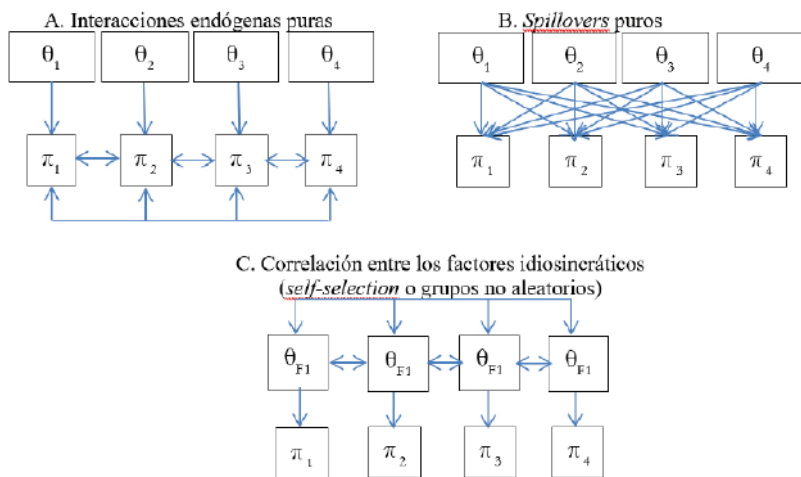 A. Interacciones endógenas puras
θ1 θ2 θ3 θ4
π1 π2 π3 π4
B. Spillovers puros
θ1 θ2 θ3 θ4
π1 π2 π3 π4
C. Correlación entre los factores idiosincráticos
(self-selection o grupos no aleatorios)
θF1 θF1 θF1 θF1
π1 π2 π3 π4